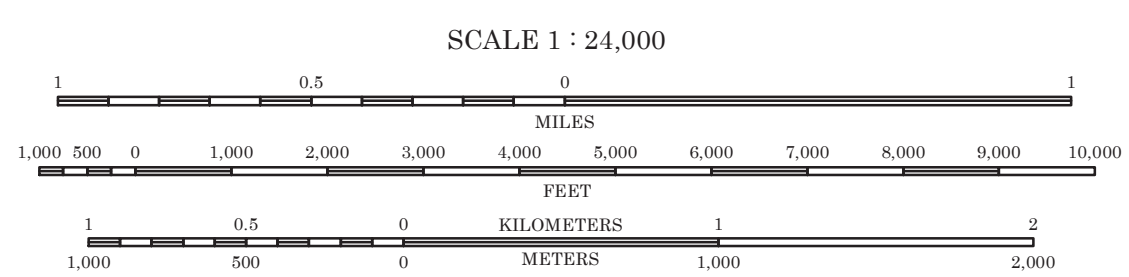 SCALE 1 : 24,000
1 0.5 0 1
MILES
1,000 500 0 1,000 2,000 3,000 4,000 5,000 6,000 7,000 8,000 9,000 10,000
FEET
1 0.5 0 KILOMETERS 1 2
1,000 500 0 METERS 1,000 2,000